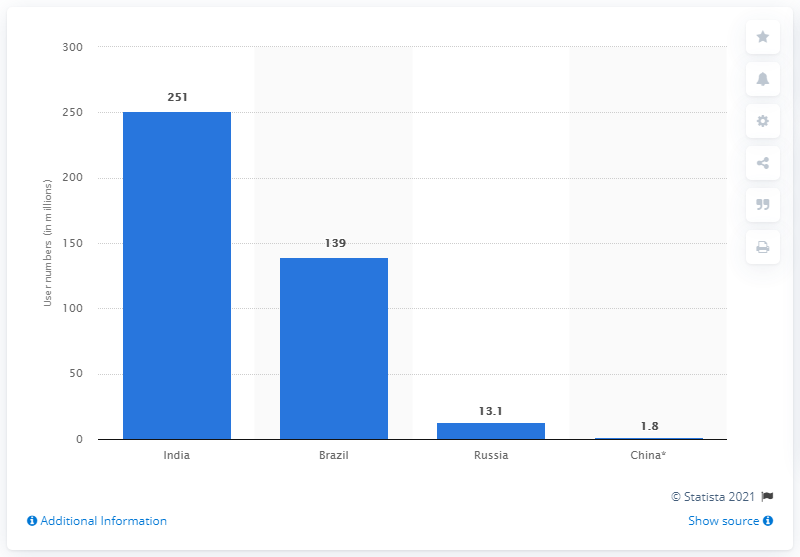 300
250
200
150
100
50
0
User numbers (in millions)
251
139
13.1
1.8
India
Brazil
Russia
China*
© Statista 2021
Additional Information
Show source